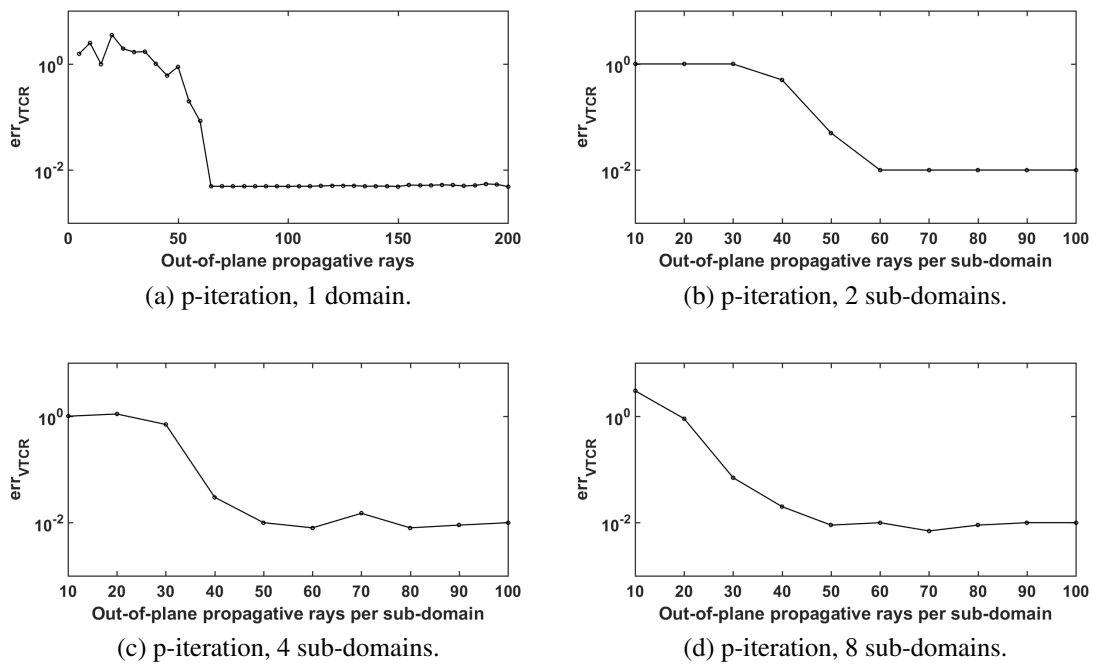 err_VTCR
10^0
10^-2
0 50 100 150 200
Out-of-plane propagative rays
(a) p-iteration, 1 domain.
err_VTCR
10^0
10^-2
10 20 30 40 50 60 70 80 90 100
Out-of-plane propagative rays per sub-domain
(b) p-iteration, 2 sub-domains.
err_VTCR
10^0
10^-2
10 20 30 40 50 60 70 80 90 100
Out-of-plane propagative rays per sub-domain
(c) p-iteration, 4 sub-domains.
err_VTCR
10^0
10^-2
10 20 30 40 50 60 70 80 90 100
Out-of-plane propagative rays per sub-domain
(d) p-iteration, 8 sub-domains.